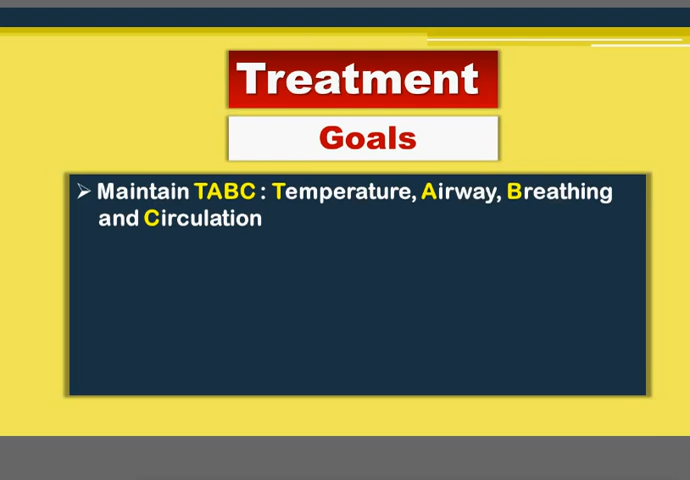 Treatment
Goals
➢ Maintain TABC : Temperature, Airway, Breathing
and Circulation